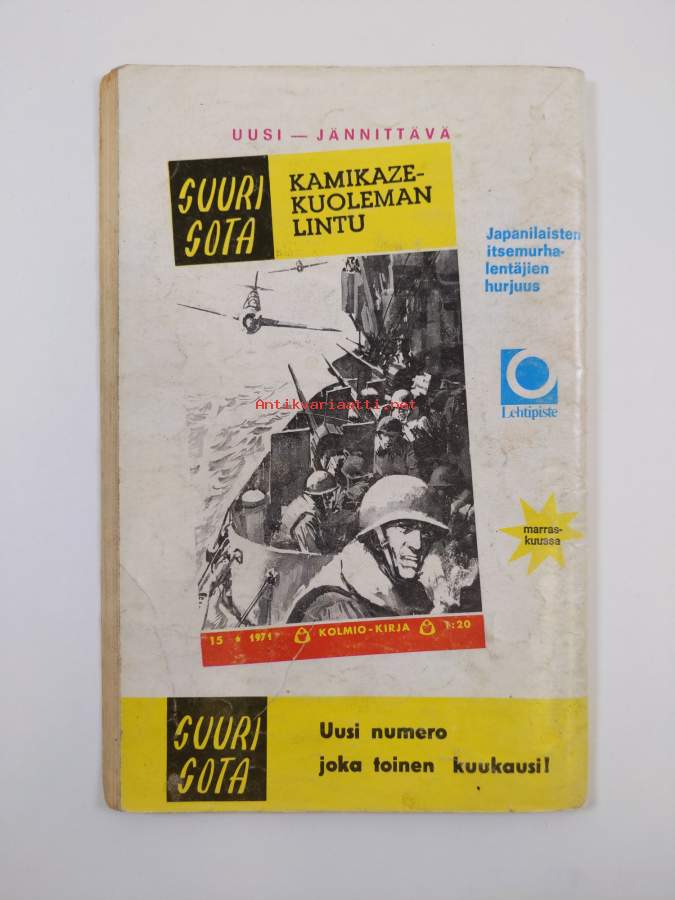 UUSI — JÄNNITTÄVÄ
SUURI
SOTA
KAMIKAZE-
KUOLEMAN
LINTU
Japanilaisten
itsemurha-
lentäjien
hurjuus
Lehtipiste
Antikvariaatti.net
marras-
kuussa
15 • 1971 KOLMIO-KIRJA 1:20
SUURI
SOTA
Uusi numero
joka toinen kuukausi!